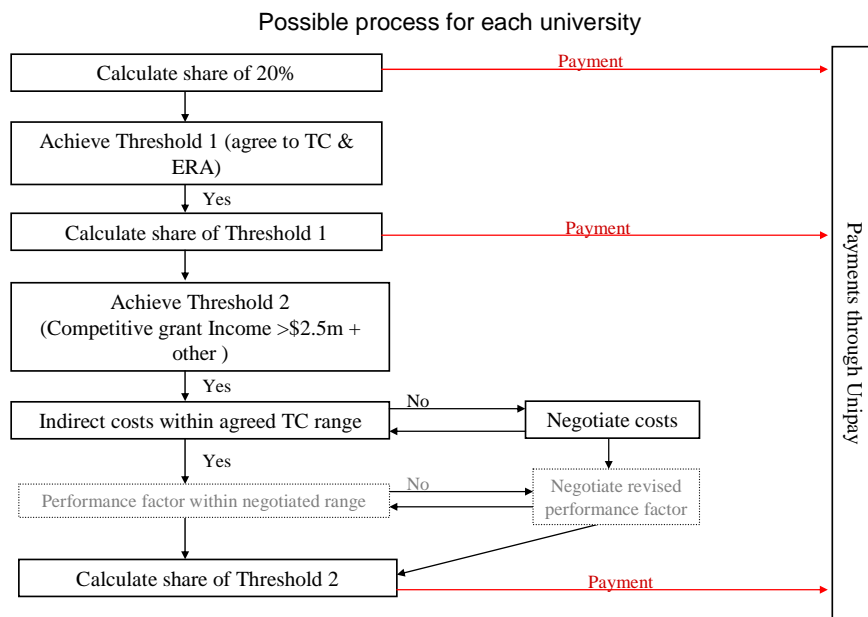 Possible process for each university
Calculate share of 20%
Payment
Achieve Threshold 1 (agree to TC &
ERA)
Yes
Calculate share of Threshold 1
Payment
Achieve Threshold 2
(Competitive grant Income >$2.5m +
other )
Yes
Indirect costs within agreed TC range
No
Negotiate costs
Yes
Performance factor within negotiated range
No
Negotiate revised
performance factor
Calculate share of Threshold 2
Payment
Payments through Unipay